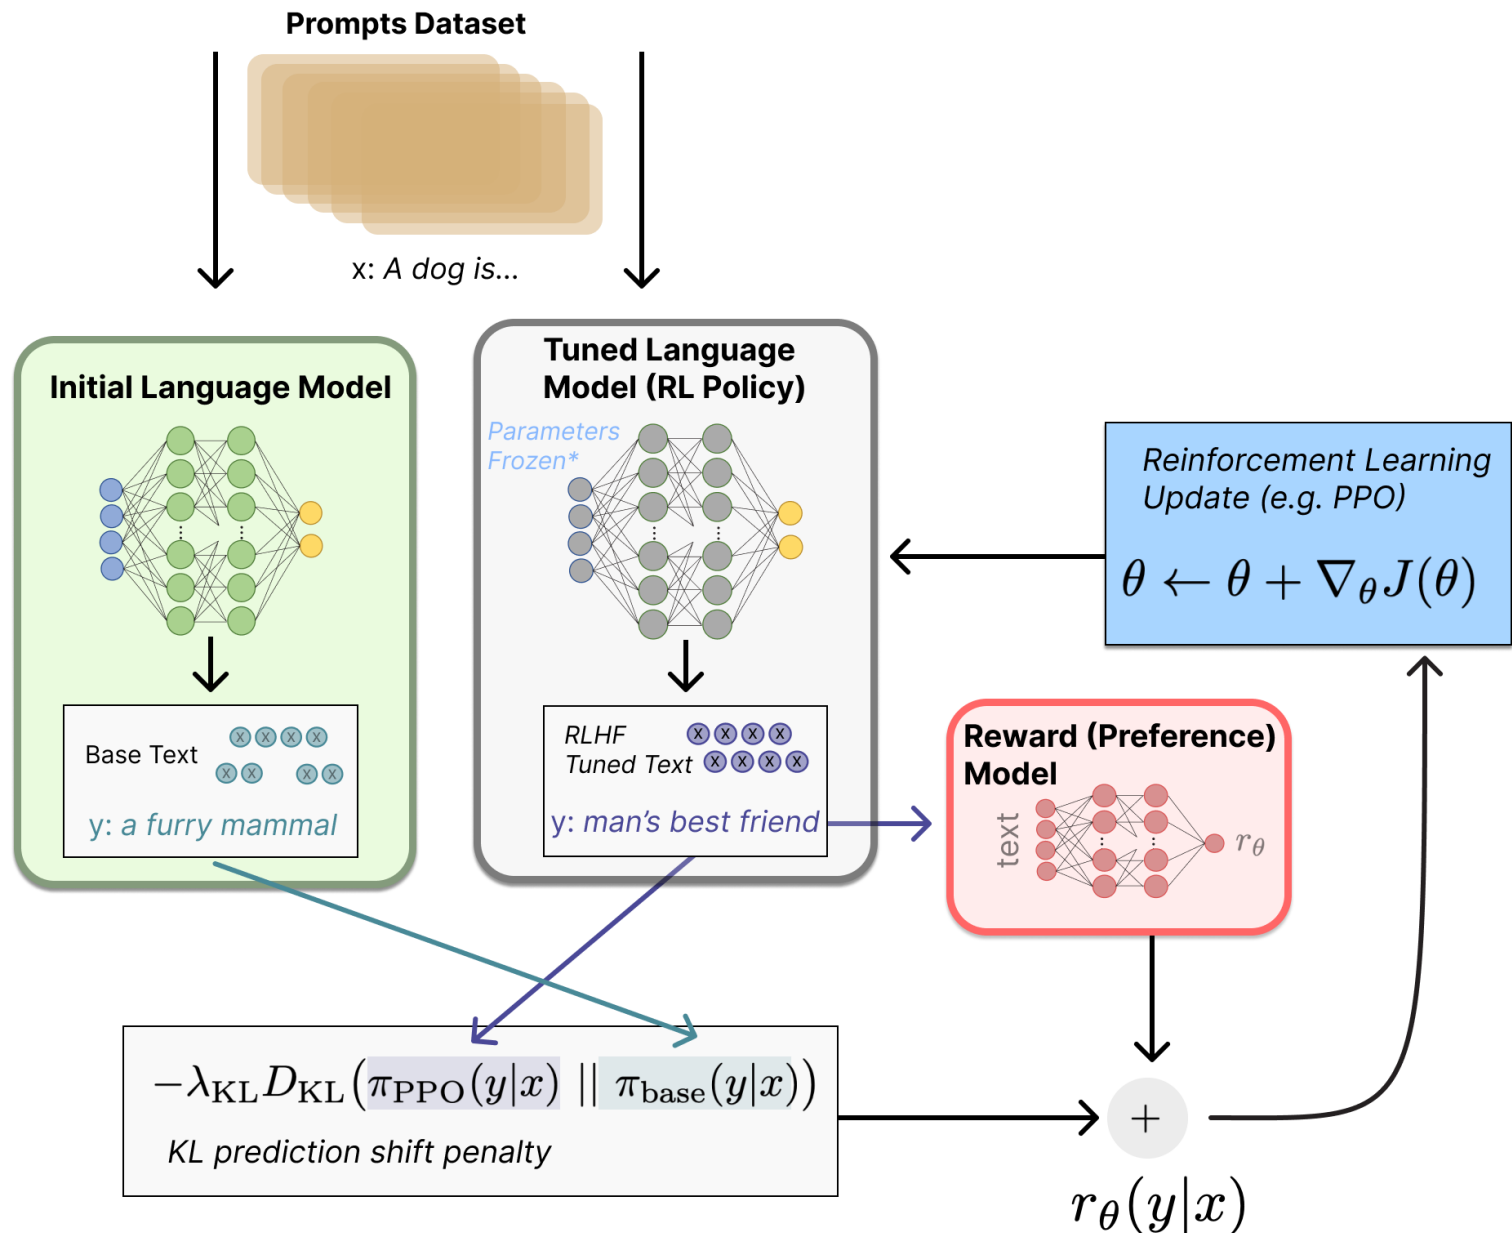 Prompts Dataset
x: A dog is...
Initial Language Model
Base Text
x x x x
x x x x
y: a furry mammal
Tuned Language
Model (RL Policy)
Parameters
Frozen*
RLHF
Tuned Text
x x x x
x x x x
y: man's best friend
Reinforcement Learning
Update (e.g. PPO)
θ ← θ + ∇θJ(θ)
Reward (Preference)
Model
text
rθ
−λKL DKL(πPPO(y|x) || πbase(y|x))
KL prediction shift penalty
+
rθ(y|x)